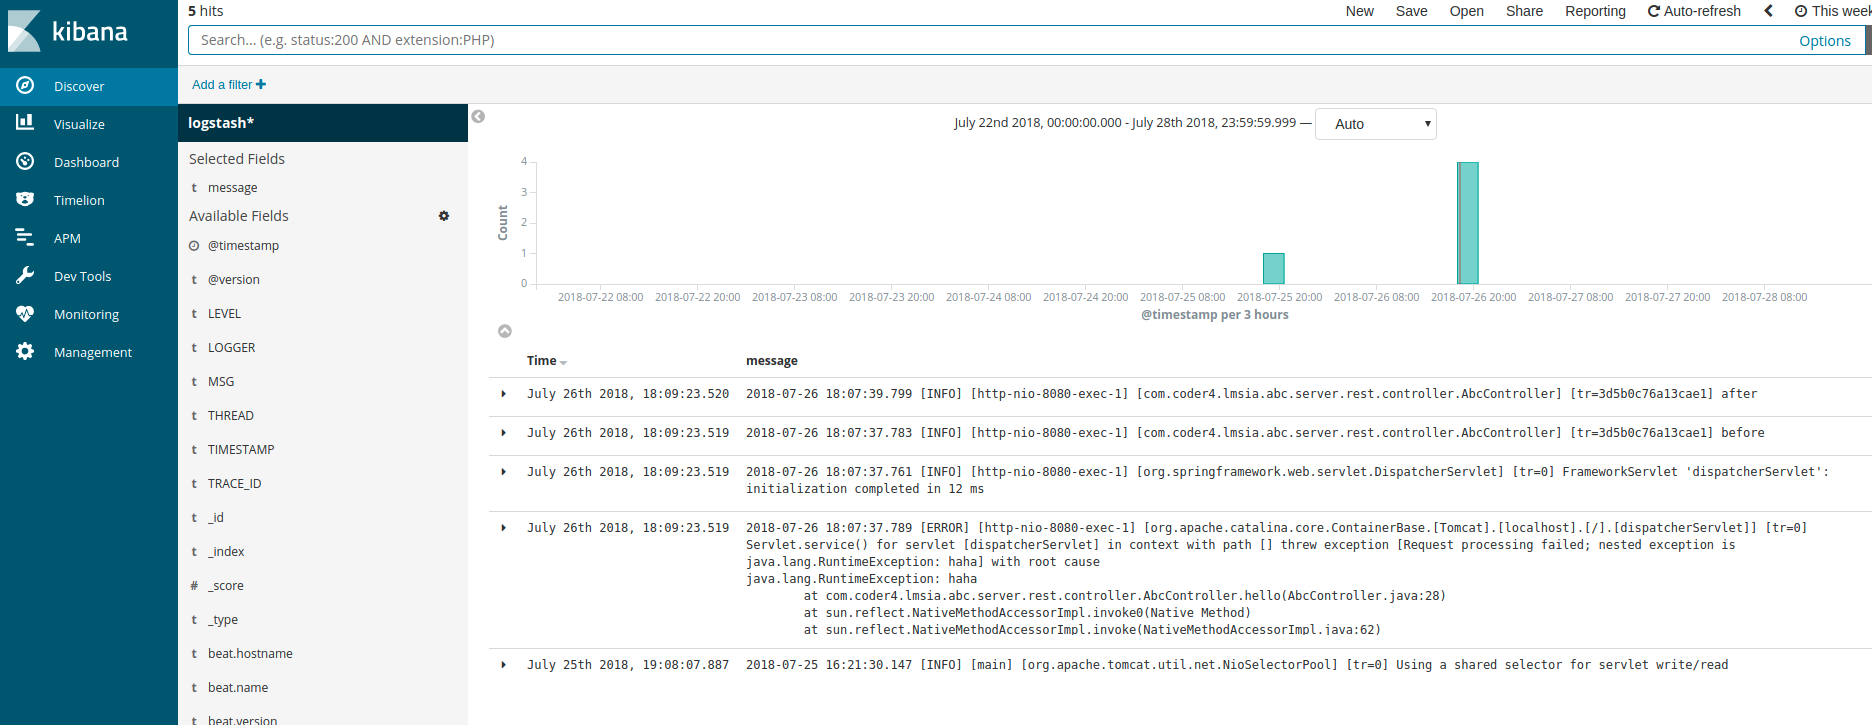 kibana
Discover
Visualize
Dashboard
Timelion
APM
Dev Tools
Monitoring
Management
5 hits
New Save Open Share Reporting Auto-refresh This week
Search... (e.g. status:200 AND extension:PHP)
Options
Add a filter
logstash*
Selected Fields
t message
Available Fields
@timestamp
t @version
t LEVEL
t LOGGER
t MSG
t THREAD
t TIMESTAMP
t TRACE_ID
t _id
t _index
# _score
t _type
t beat.hostname
t beat.name
t beat.version
July 22nd 2018, 00:00:00.000 - July 28th 2018, 23:59:59.999 —
Auto
Count
4
3
2
1
0
2018-07-22 08:00 2018-07-22 20:00 2018-07-23 08:00 2018-07-23 20:00 2018-07-24 08:00 2018-07-24 20:00 2018-07-25 08:00 2018-07-25 20:00 2018-07-26 08:00 2018-07-26 20:00 2018-07-27 08:00 2018-07-27 20:00 2018-07-28 08:00
@timestamp per 3 hours
Time message
July 26th 2018, 18:09:23.520 2018-07-26 18:07:39.799 [INFO] [http-nio-8080-exec-1] [com.coder4.lmsia.abc.server.rest.controller.AbcController] [tr=3d5b0c76a13cae1] after
July 26th 2018, 18:09:23.519 2018-07-26 18:07:37.783 [INFO] [http-nio-8080-exec-1] [com.coder4.lmsia.abc.server.rest.controller.AbcController] [tr=3d5b0c76a13cae1] before
July 26th 2018, 18:09:23.519 2018-07-26 18:07:37.761 [INFO] [http-nio-8080-exec-1] [org.springframework.web.servlet.DispatcherServlet] [tr=0] FrameworkServlet 'dispatcherServlet':
initialization completed in 12 ms
July 26th 2018, 18:09:23.519 2018-07-26 18:07:37.789 [ERROR] [http-nio-8080-exec-1] [org.apache.catalina.core.ContainerBase.[Tomcat].[localhost].[/].[dispatcherServlet]] [tr=0]
Servlet.service() for servlet [dispatcherServlet] in context with path [] threw exception [Request processing failed; nested exception is
java.lang.RuntimeException: haha] with root cause
java.lang.RuntimeException: haha
at com.coder4.lmsia.abc.server.rest.controller.AbcController.hello(AbcController.java:28)
at sun.reflect.NativeMethodAccessorImpl.invoke0(Native Method)
at sun.reflect.NativeMethodAccessorImpl.invoke(NativeMethodAccessorImpl.java:62)
July 25th 2018, 19:08:07.887 2018-07-25 16:21:30.147 [INFO] [main] [org.apache.tomcat.util.net.NioSelectorPool] [tr=0] Using a shared selector for servlet write/read